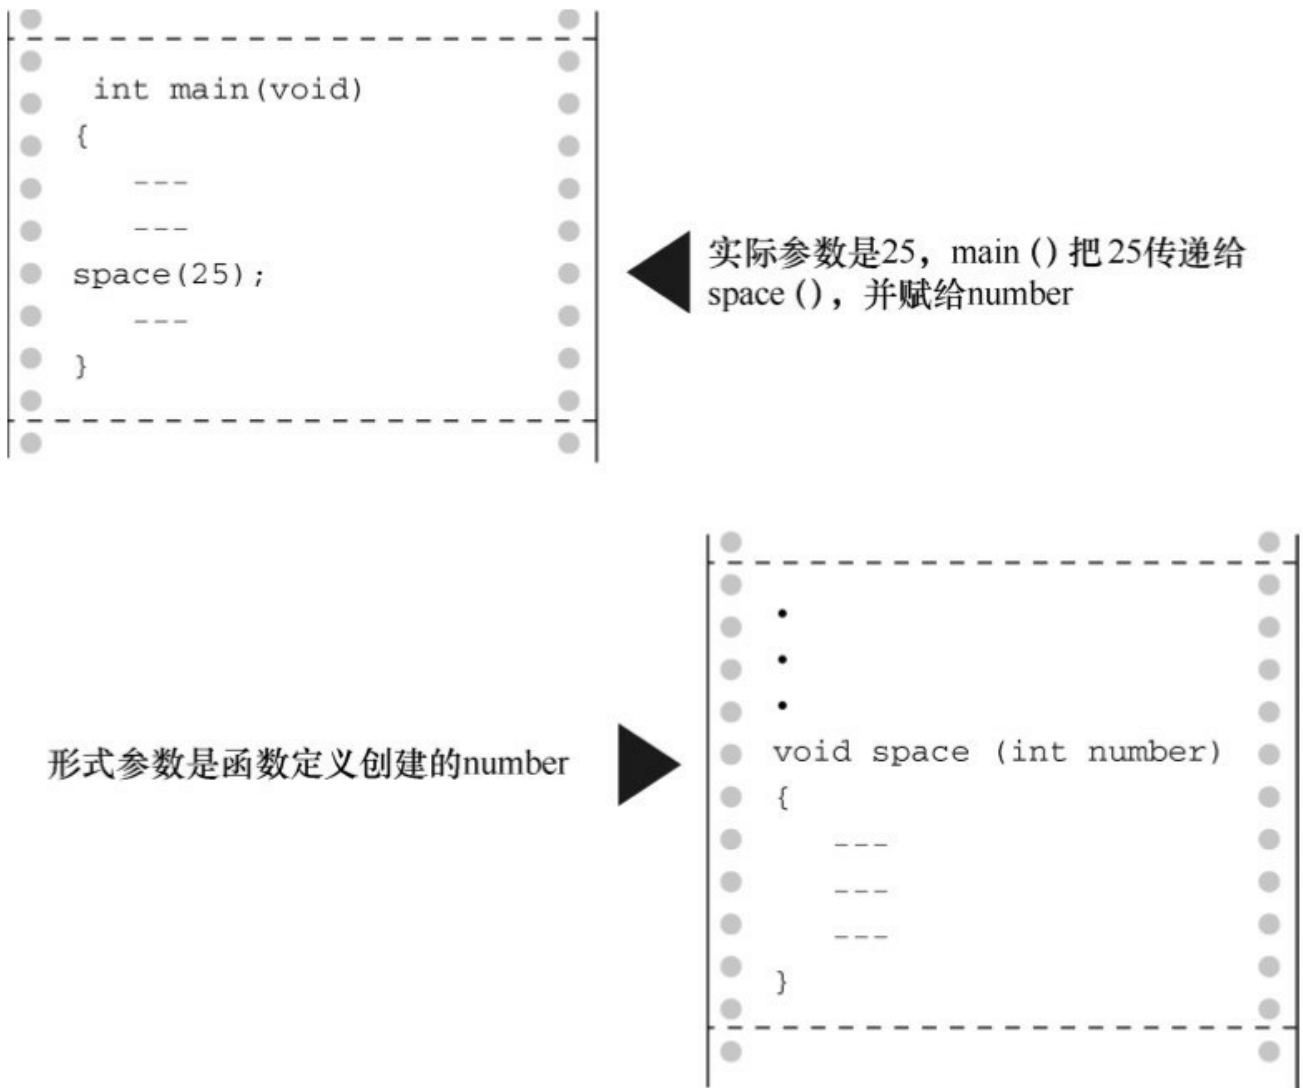 int main(void)
{
---
---
space(25);
---
}
实际参数是25，main ( ) 把 25传递给
space ( )，并赋给number
•
•
•
void space (int number)
{
---
---
---
}
形式参数是函数定义创建的number